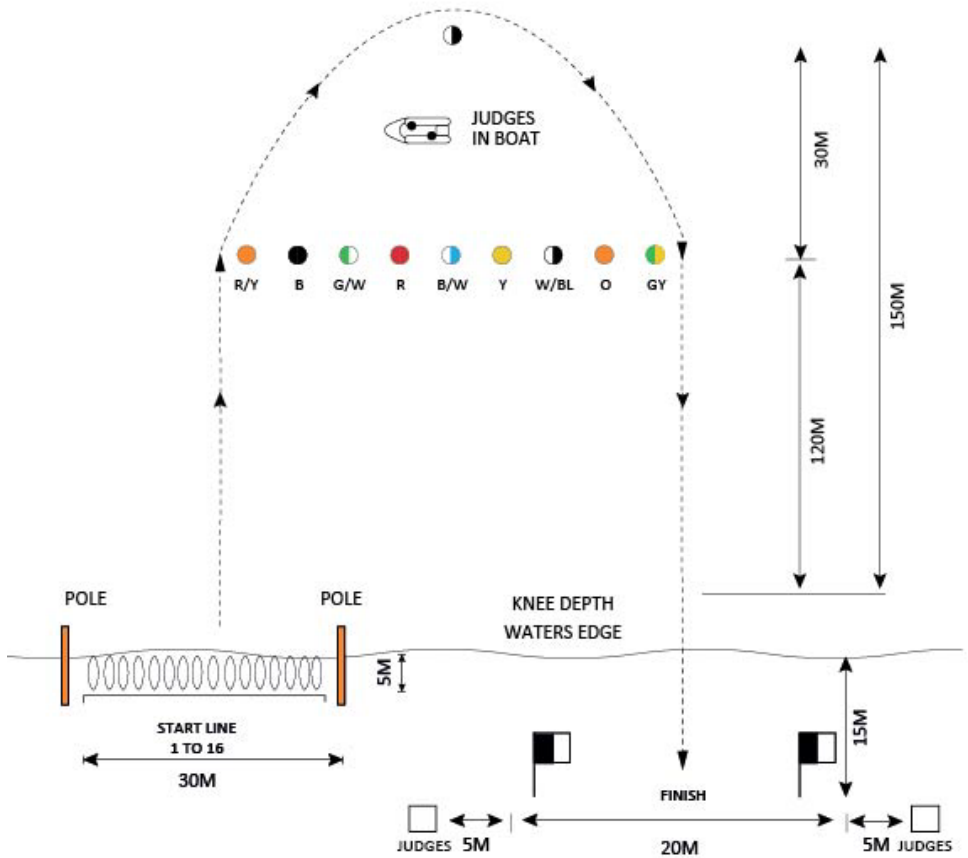 JUDGES
IN BOAT
30M
R/Y B G/W R B/W Y W/BL O GY
150M
120M
POLE
POLE
KNEE DEPTH
WATERS EDGE
5M
START LINE
1 TO 16
30M
15M
FINISH
JUDGES 5M 20M 5M JUDGES